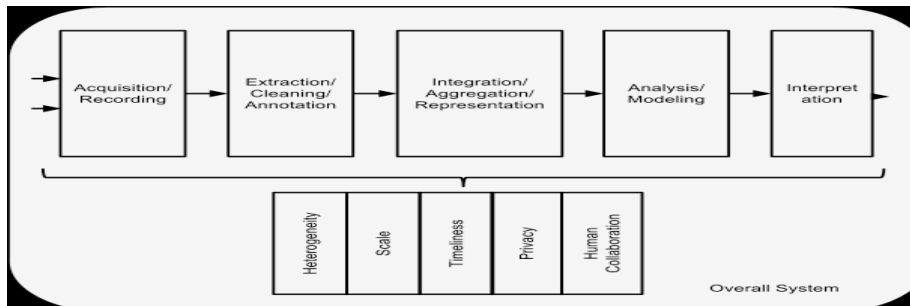 Acquisition/
Recording
Extraction/
Cleaning/
Annotation
Integration/
Aggregation/
Representation
Analysis/
Modeling
Interpret
ation
Heterogeneity
Scale
Timeliness
Privacy
Human
Collaboration
Overall System